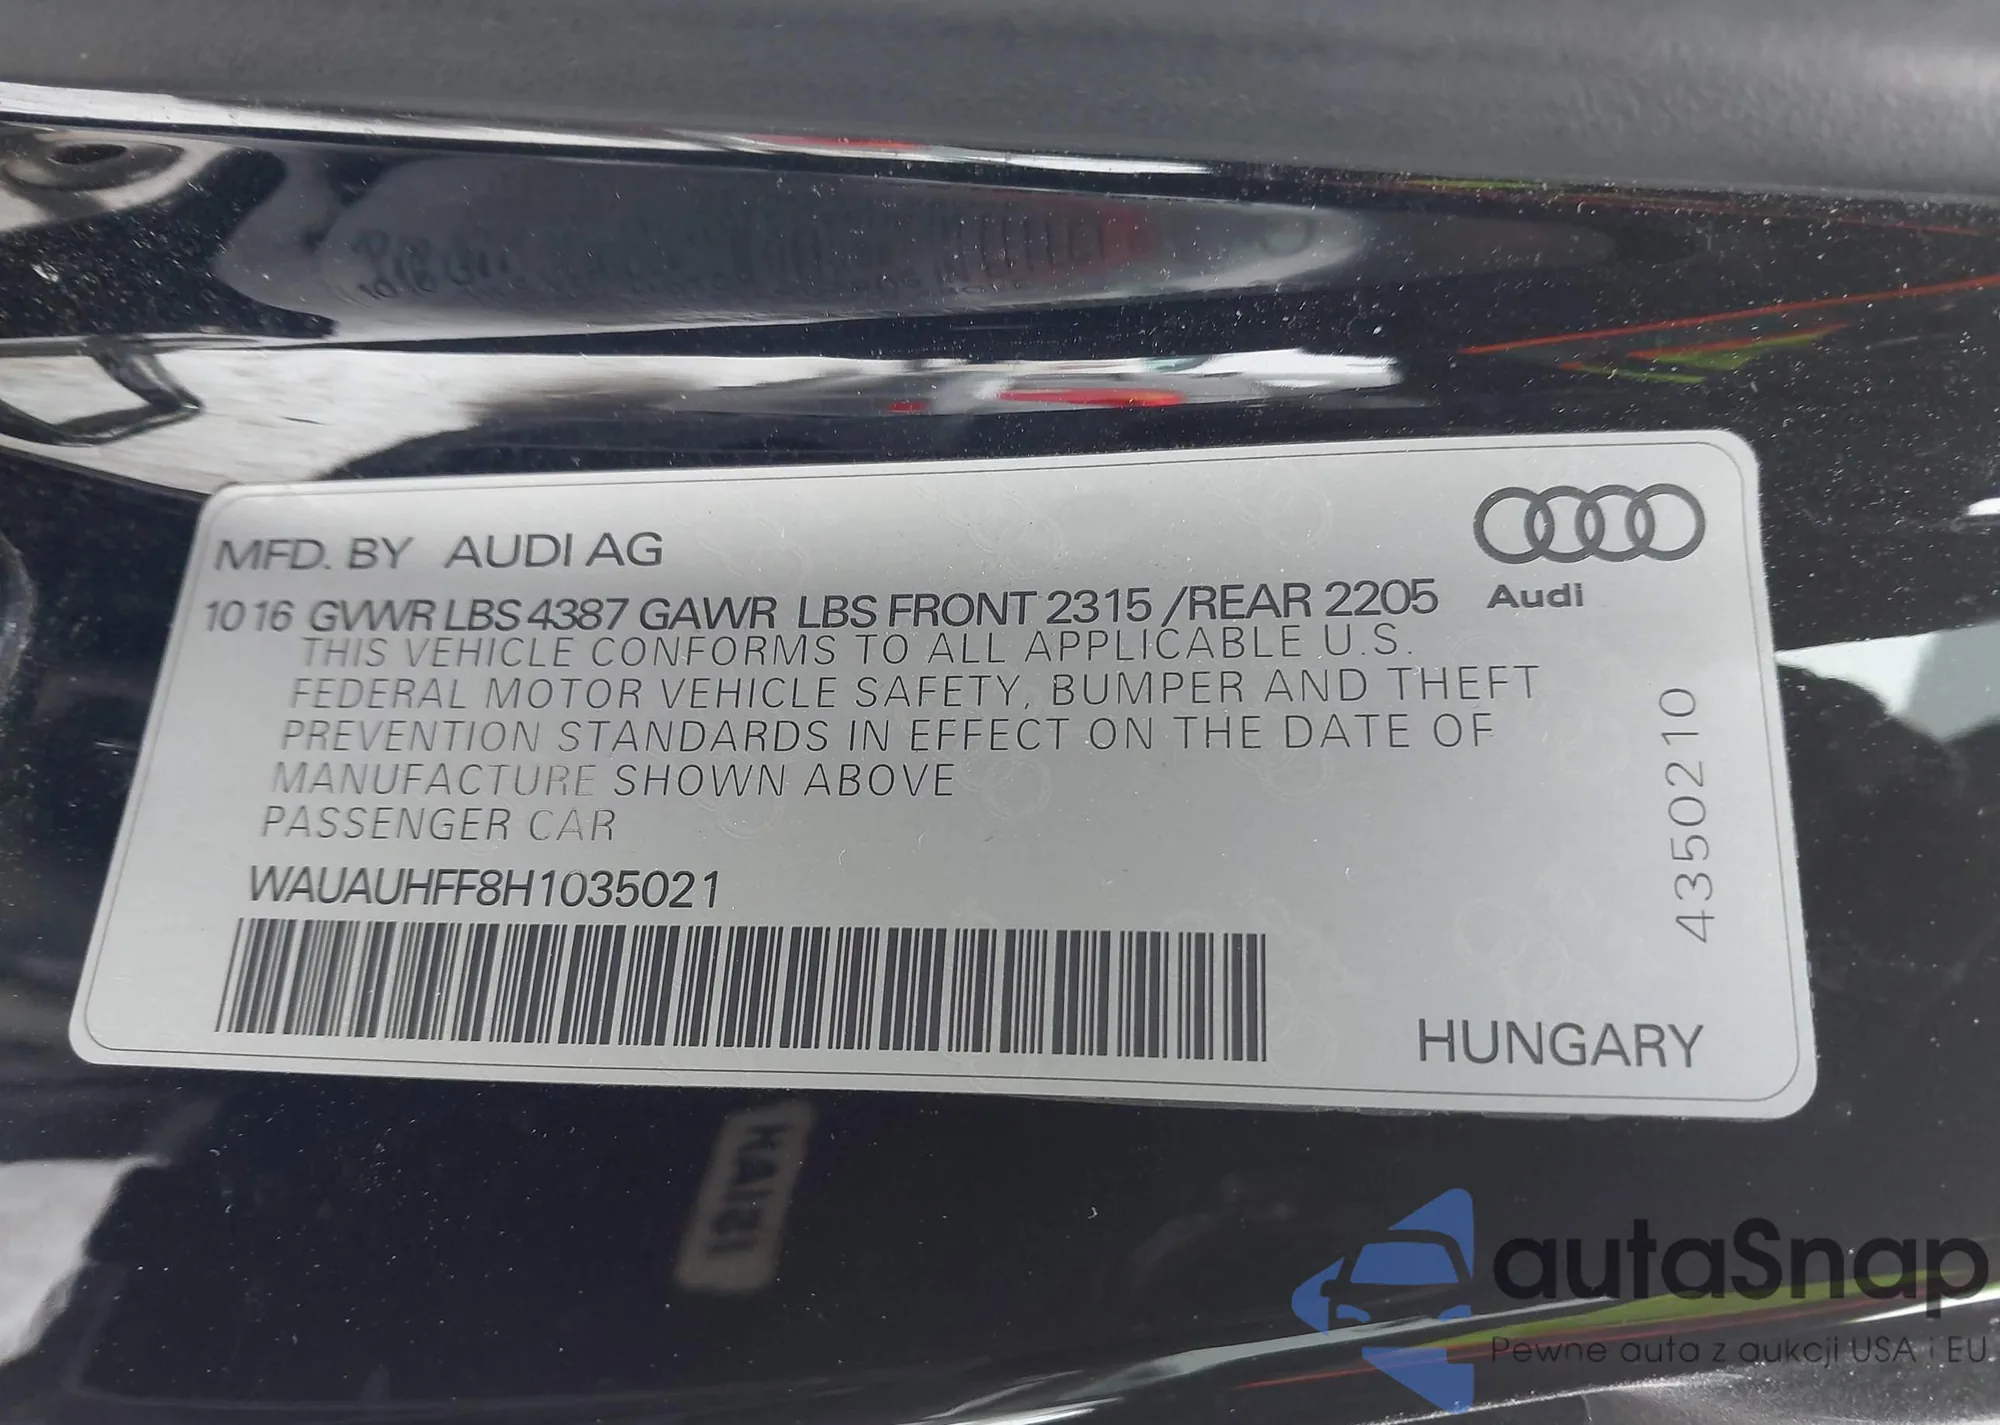 MFD. BY AUDI AG
10 16 GVWR LBS 4387 GAWR LBS FRONT 2315 /REAR 2205
Audi
THIS VEHICLE CONFORMS TO ALL APPLICABLE U.S.
FEDERAL MOTOR VEHICLE SAFETY, BUMPER AND THEFT
PREVENTION STANDARDS IN EFFECT ON THE DATE OF
MANUFACTURE SHOWN ABOVE
PASSENGER CAR
WAUAUHFF8H1035021
4350210
HUNGARY
autaSnap
Pewne auta z aukcji USA i EU